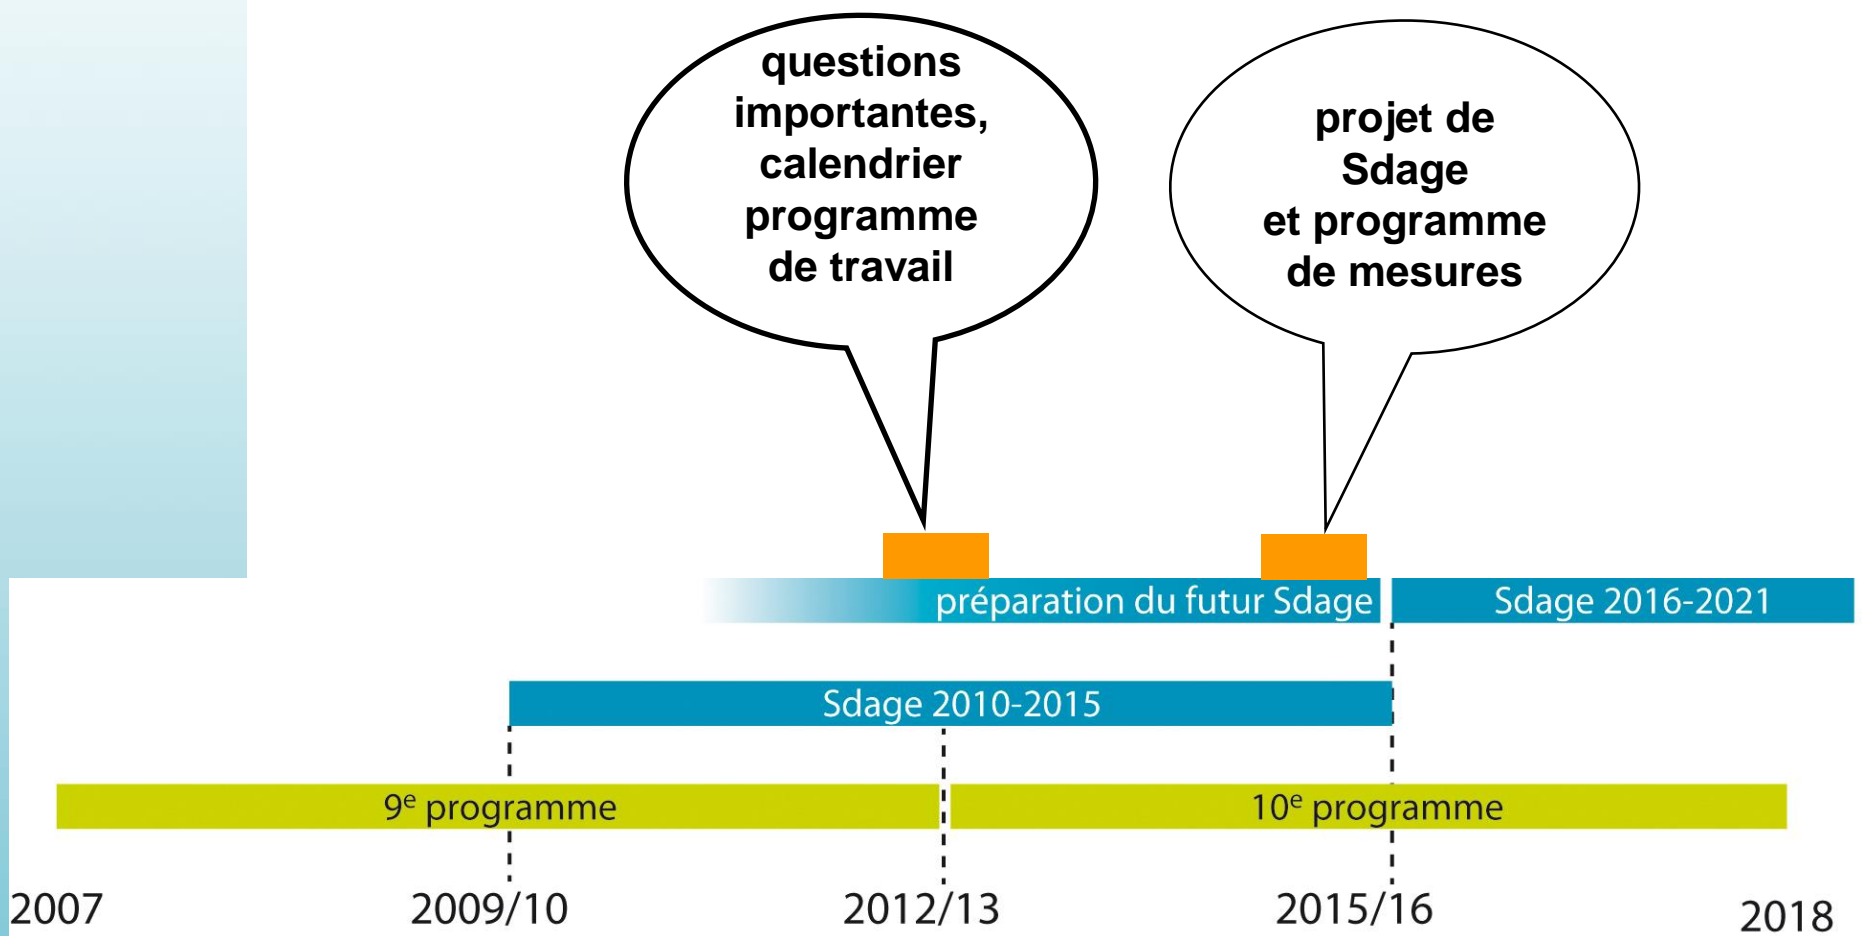 questions
importantes,
calendrier
programme
de travail
projet de
Sdage
et programme
de mesures
préparation du futur Sdage
Sdage 2016-2021
Sdage 2010-2015
9e programme
10e programme
2007
2009/10
2012/13
2015/16
2018